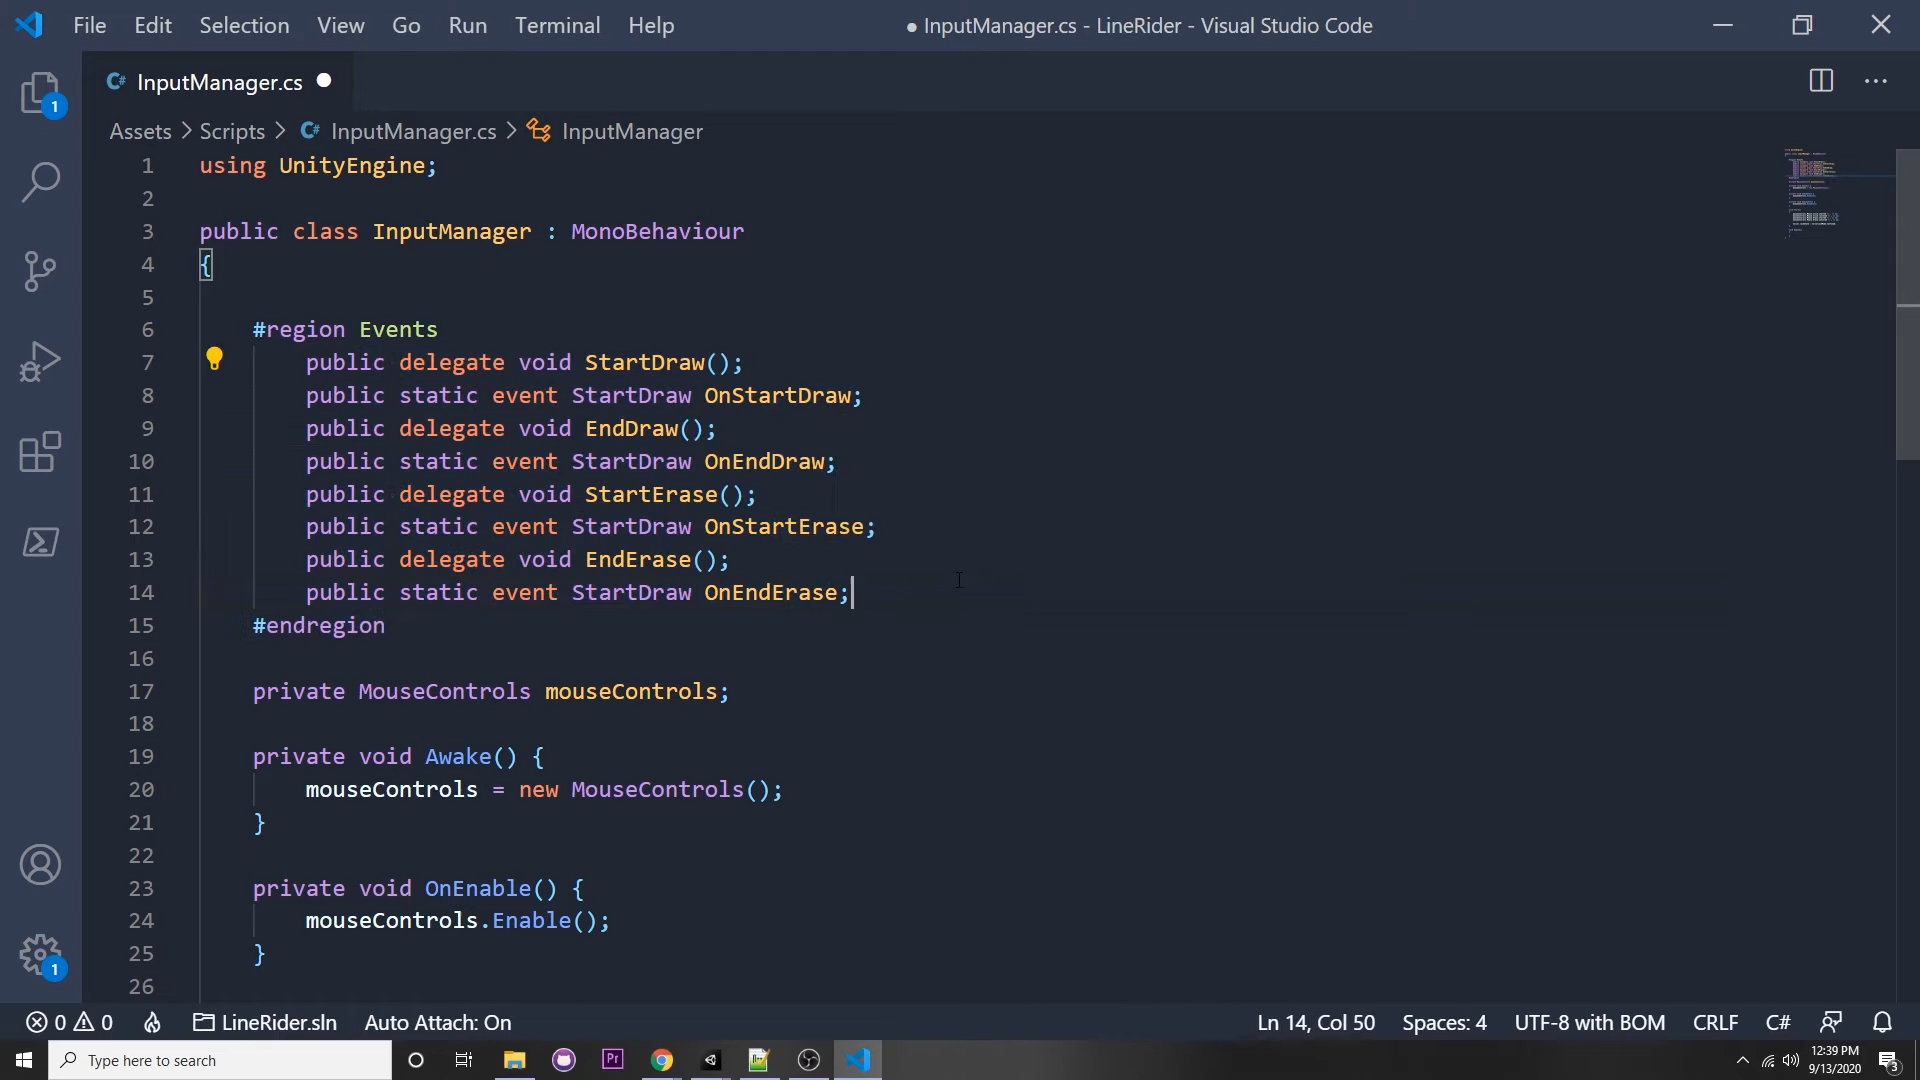 File Edit Selection View Go Run Terminal Help ● InputManager.cs - LineRider - Visual Studio Code
InputManager.cs
Assets > Scripts > InputManager.cs > InputManager
1 using UnityEngine;
2
3 public class InputManager : MonoBehaviour
4 {
5
6 #region Events
7 public delegate void StartDraw();
8 public static event StartDraw OnStartDraw;
9 public delegate void EndDraw();
10 public static event StartDraw OnEndDraw;
11 public delegate void StartErase();
12 public static event StartDraw OnStartErase;
13 public delegate void EndErase();
14 public static event StartDraw OnEndErase;
15 #endregion
16
17 private MouseControls mouseControls;
18
19 private void Awake() {
20 mouseControls = new MouseControls();
21 }
22
23 private void OnEnable() {
24 mouseControls.Enable();
25 }
26
1
1
0 0 LineRider.sln Auto Attach: On Ln 14, Col 50 Spaces: 4 UTF-8 with BOM CRLF C#
Type here to search
Pr
12:39 PM
9/13/2020
3